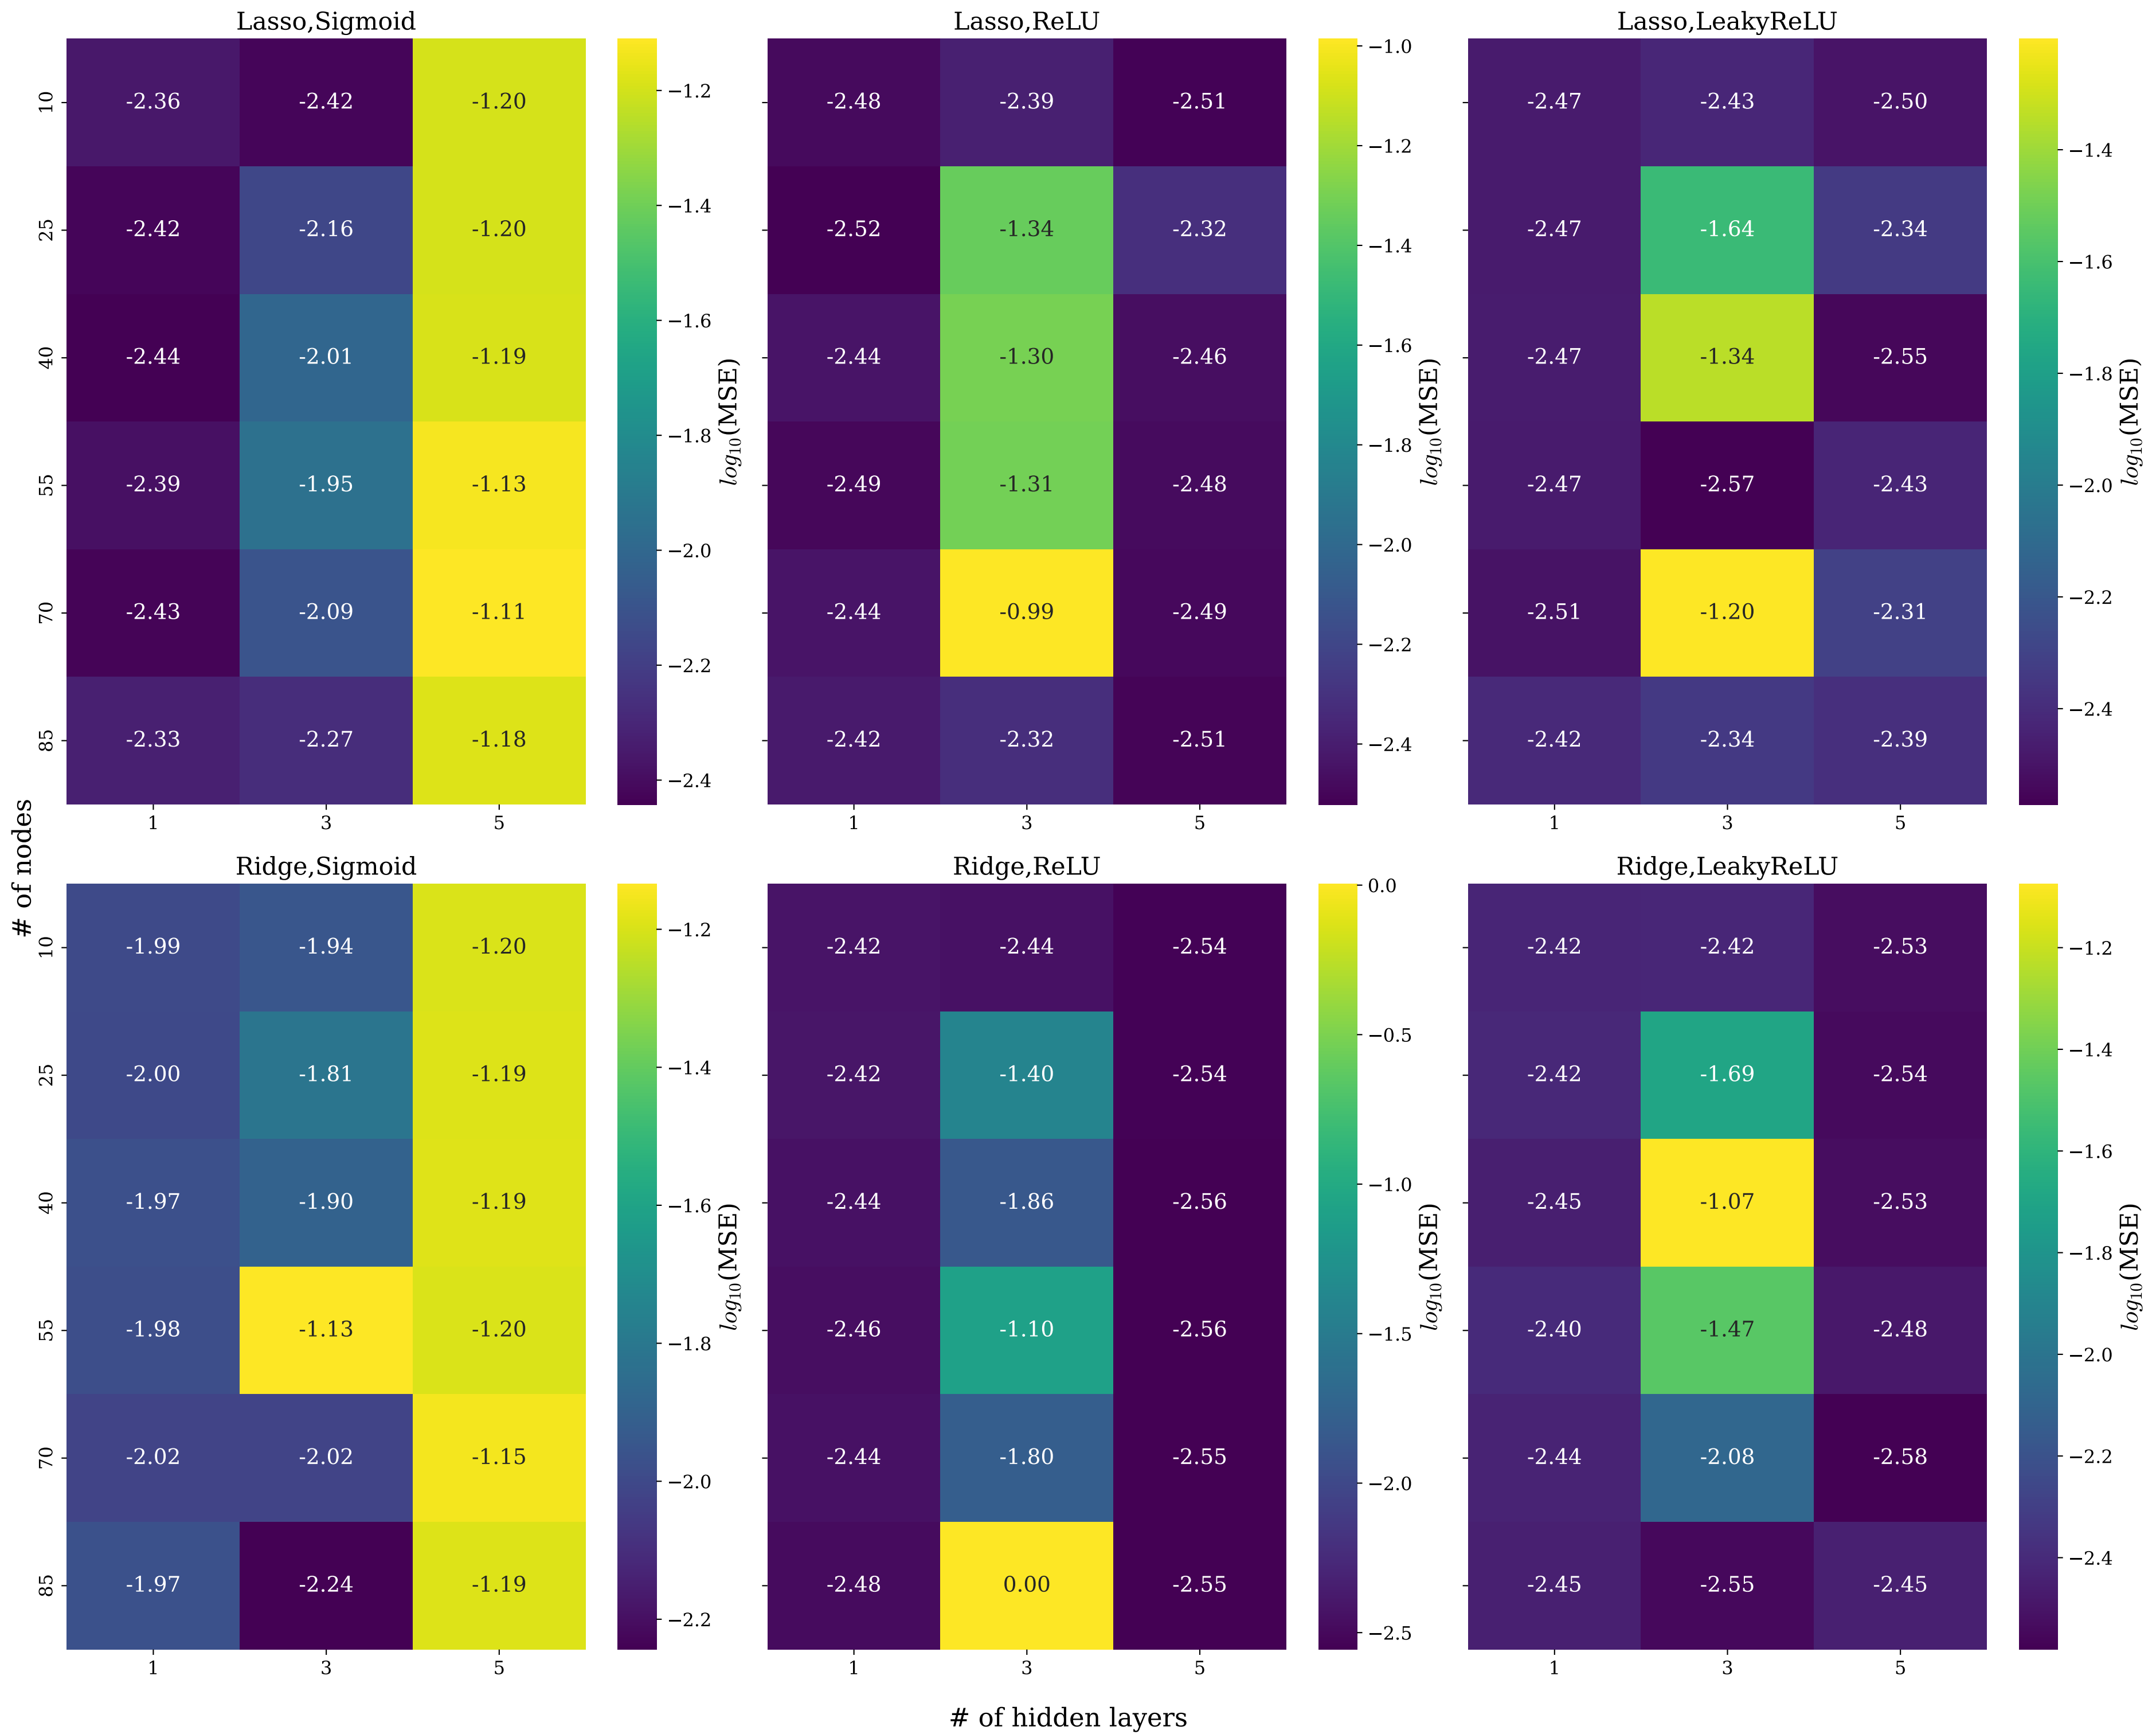 Lasso,Sigmoid
10 -2.36 -2.42 -1.20
25 -2.42 -2.16 -1.20
40 -2.44 -2.01 -1.19
55 -2.39 -1.95 -1.13
70 -2.43 -2.09 -1.11
85 -2.33 -2.27 -1.18
1 3 5
−1.2
−1.4
−1.6
−1.8
−2.0
−2.2
−2.4
log10(MSE)
Lasso,ReLU
-2.48 -2.39 -2.51
-2.52 -1.34 -2.32
-2.44 -1.30 -2.46
-2.49 -1.31 -2.48
-2.44 -0.99 -2.49
-2.42 -2.32 -2.51
1 3 5
−1.0
−1.2
−1.4
−1.6
−1.8
−2.0
−2.2
−2.4
log10(MSE)
Lasso,LeakyReLU
-2.47 -2.43 -2.50
-2.47 -1.64 -2.34
-2.47 -1.34 -2.55
-2.47 -2.57 -2.43
-2.51 -1.20 -2.31
-2.42 -2.34 -2.39
1 3 5
−1.4
−1.6
−1.8
−2.0
−2.2
−2.4
log10(MSE)
# of nodes
Ridge,Sigmoid
10 -1.99 -1.94 -1.20
25 -2.00 -1.81 -1.19
40 -1.97 -1.90 -1.19
55 -1.98 -1.13 -1.20
70 -2.02 -2.02 -1.15
85 -1.97 -2.24 -1.19
1 3 5
−1.2
−1.4
−1.6
−1.8
−2.0
−2.2
log10(MSE)
Ridge,ReLU
-2.42 -2.44 -2.54
-2.42 -1.40 -2.54
-2.44 -1.86 -2.56
-2.46 -1.10 -2.56
-2.44 -1.80 -2.55
-2.48 0.00 -2.55
1 3 5
0.0
−0.5
−1.0
−1.5
−2.0
−2.5
log10(MSE)
Ridge,LeakyReLU
-2.42 -2.42 -2.53
-2.42 -1.69 -2.54
-2.45 -1.07 -2.53
-2.40 -1.47 -2.48
-2.44 -2.08 -2.58
-2.45 -2.55 -2.45
1 3 5
−1.2
−1.4
−1.6
−1.8
−2.0
−2.2
−2.4
log10(MSE)
# of hidden layers